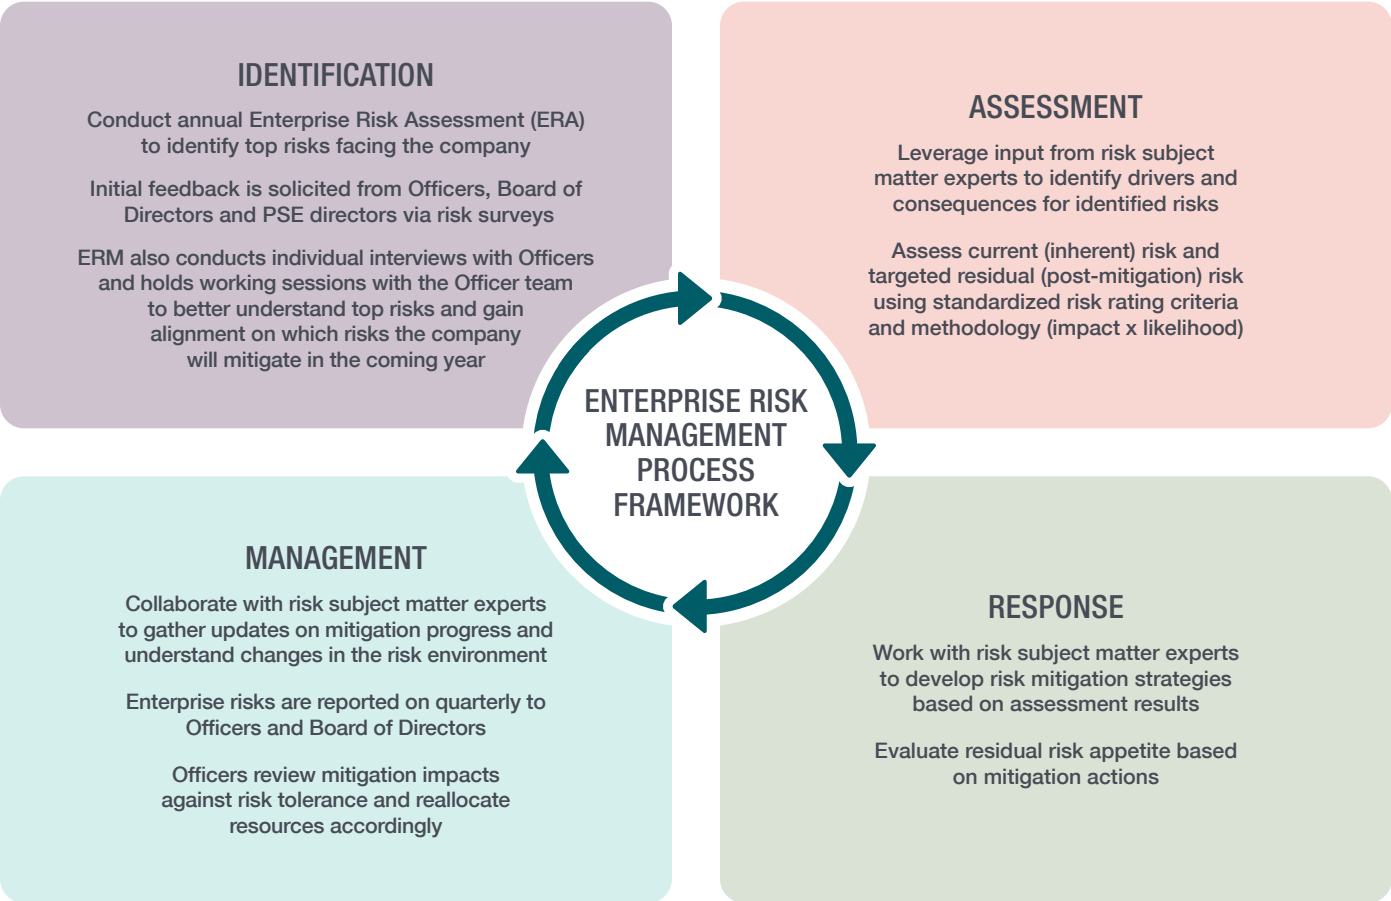 IDENTIFICATION
Conduct annual Enterprise Risk Assessment (ERA)
to identify top risks facing the company
Initial feedback is solicited from Officers, Board of
Directors and PSE directors via risk surveys
ERM also conducts individual interviews with Officers
and holds working sessions with the Officer team
to better understand top risks and gain
alignment on which risks the company
will mitigate in the coming year
ASSESSMENT
Leverage input from risk subject
matter experts to identify drivers and
consequences for identified risks
Assess current (inherent) risk and
targeted residual (post-mitigation) risk
using standardized risk rating criteria
and methodology (impact x likelihood)
ENTERPRISE RISK
MANAGEMENT
PROCESS
FRAMEWORK
MANAGEMENT
Collaborate with risk subject matter experts
to gather updates on mitigation progress and
understand changes in the risk environment
Enterprise risks are reported on quarterly to
Officers and Board of Directors
Officers review mitigation impacts
against risk tolerance and reallocate
resources accordingly
RESPONSE
Work with risk subject matter experts
to develop risk mitigation strategies
based on assessment results
Evaluate residual risk appetite based
on mitigation actions